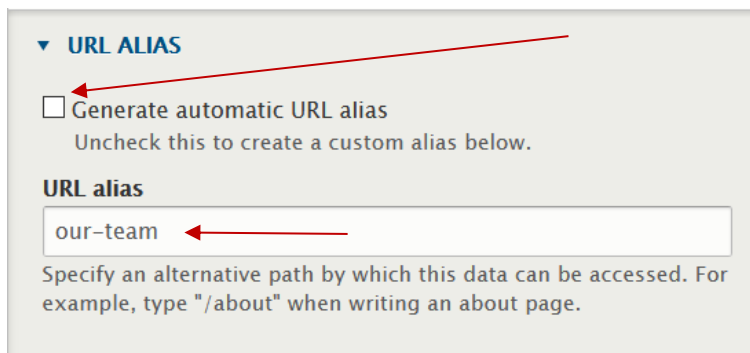 URL ALIAS
Generate automatic URL alias
Uncheck this to create a custom alias below.
URL alias
our-team
Specify an alternative path by which this data can be accessed. For
example, type "/about" when writing an about page.